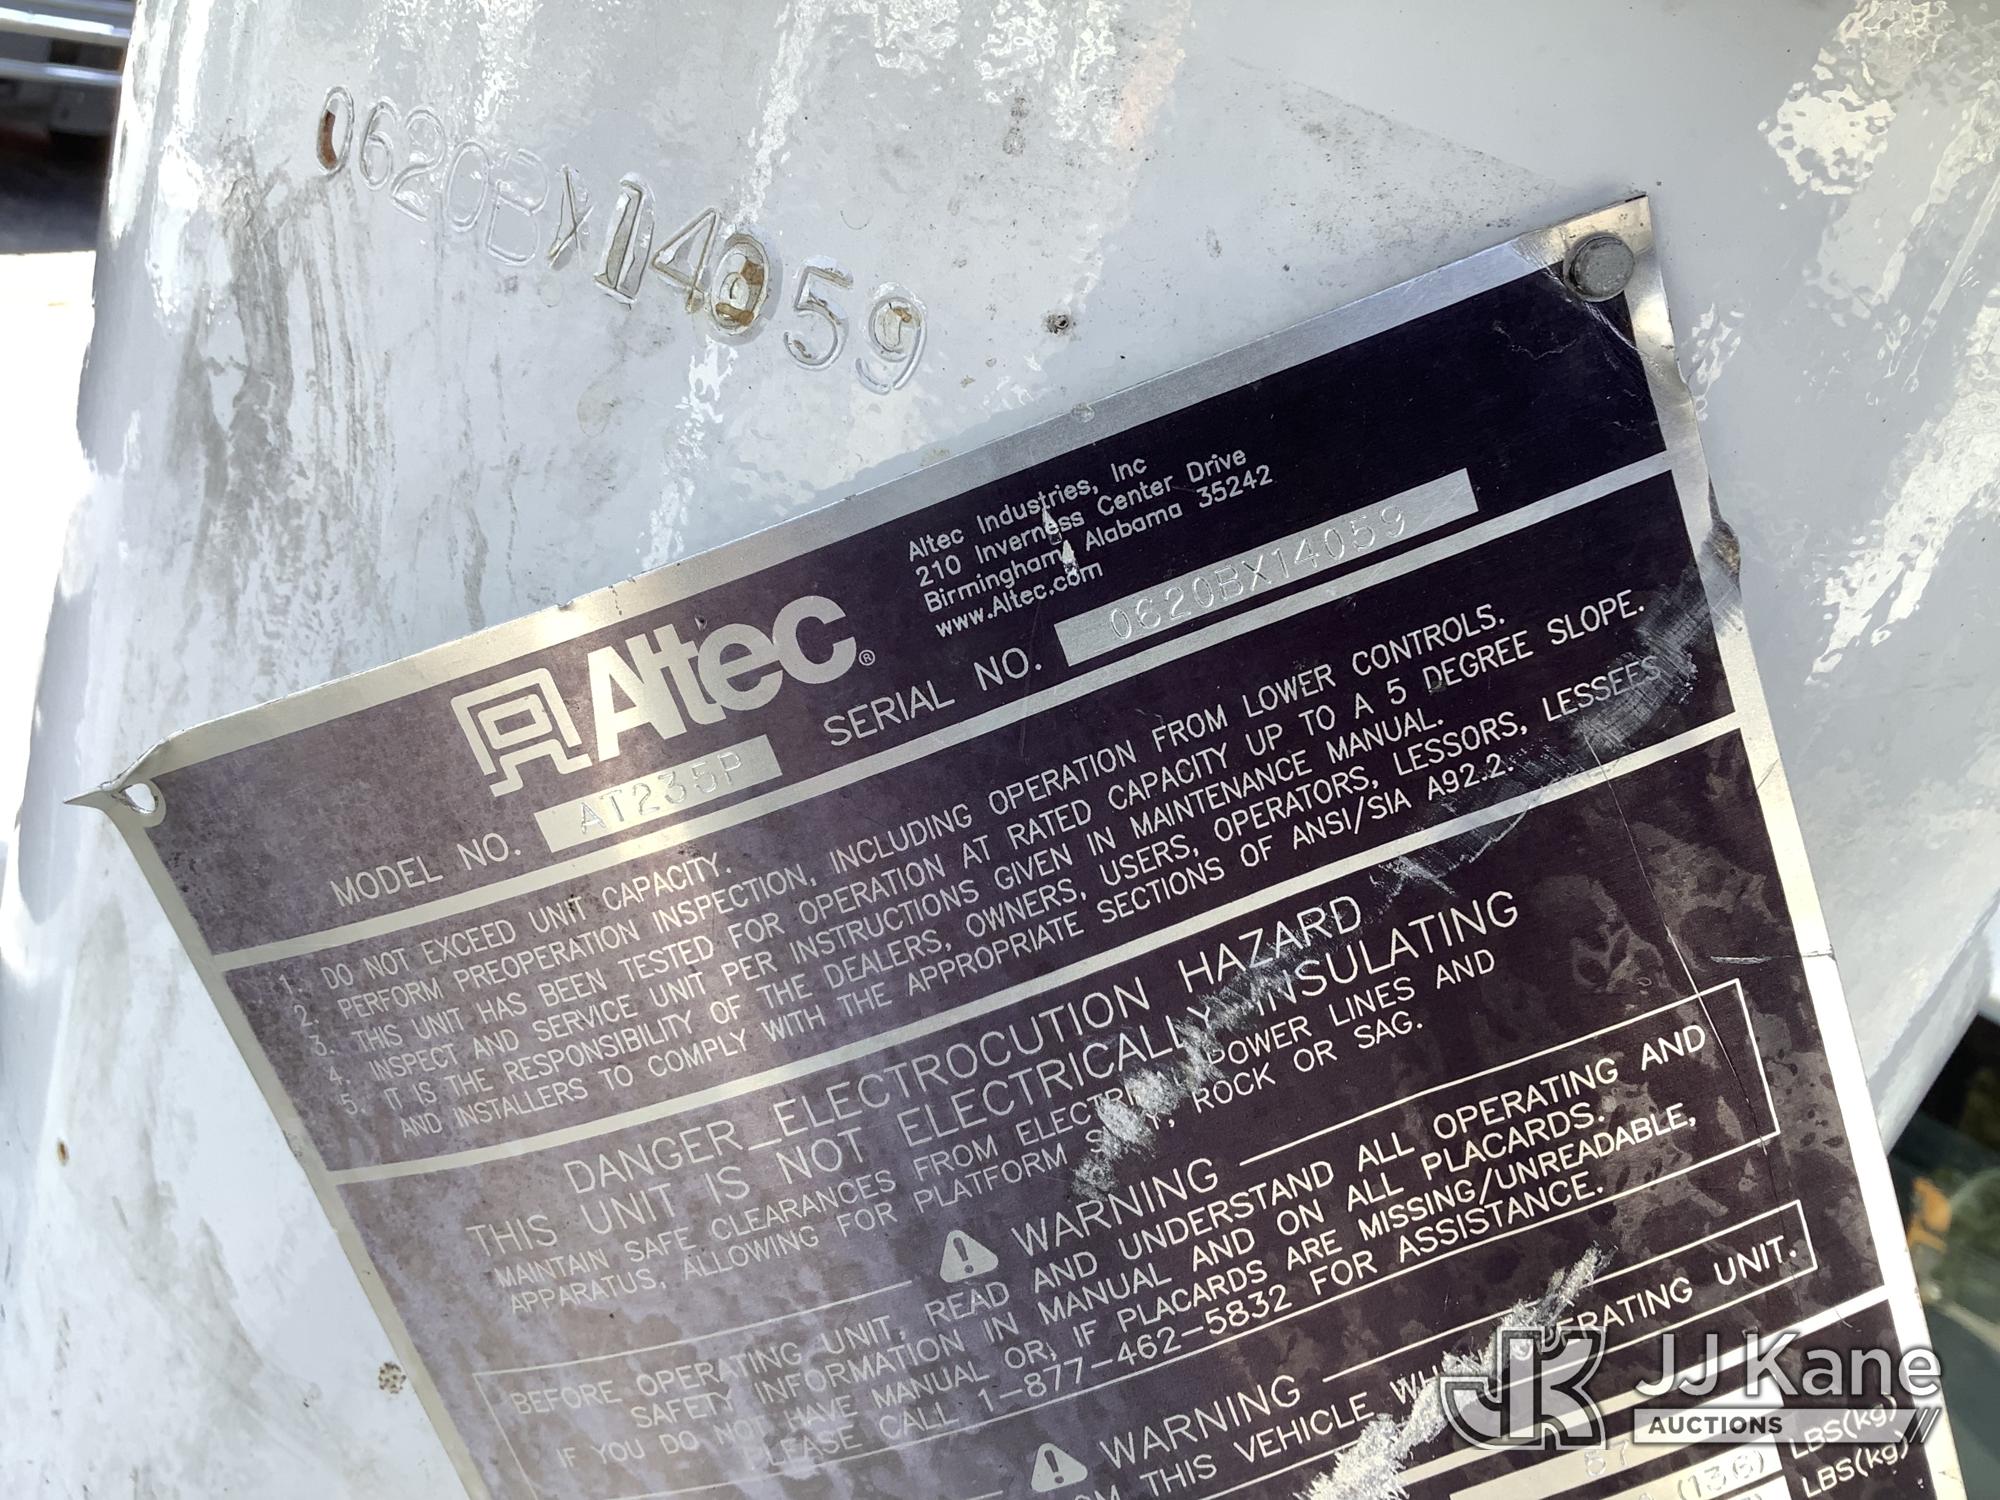 0620BX14059
Altec®
Altec Industries, Inc
210 Inverness Center Drive
Birmingham, Alabama 35242
www.Altec.com
MODEL NO. AT235P SERIAL NO. 0620BX14059
1. DO NOT EXCEED UNIT CAPACITY.
2. PERFORM PREOPERATION INSPECTION, INCLUDING OPERATION FROM LOWER CONTROLS.
3. THIS UNIT HAS BEEN TESTED FOR OPERATION AT RATED CAPACITY UP TO A 5 DEGREE SLOPE.
4. INSPECT AND SERVICE UNIT PER INSTRUCTIONS GIVEN IN MAINTENANCE MANUAL.
5. IT IS THE RESPONSIBILITY OF THE DEALERS, OWNERS, USERS, OPERATORS, LESSORS, LESSEES
AND INSTALLERS TO COMPLY WITH THE APPROPRIATE SECTIONS OF ANSI/SIA A92.2.
DANGER_ELECTROCUTION HAZARD
THIS UNIT IS NOT ELECTRICALLY INSULATING
MAINTAIN SAFE CLEARANCES FROM ELECTRICAL POWER LINES AND
APPARATUS, ALLOWING FOR PLATFORM SWAY, ROCK OR SAG.
WARNING
BEFORE OPERATING UNIT, READ AND UNDERSTAND ALL OPERATING AND
SAFETY INFORMATION IN MANUAL AND ON ALL PLACARDS.
IF YOU DO NOT HAVE MANUAL OR, IF PLACARDS ARE MISSING/UNREADABLE,
PLEASE CALL 1-877-462-5832 FOR ASSISTANCE.
WARNING
THIS VEHICLE WHEN OPERATING UNIT.
57
(136) LBS(kg)
LBS(kg)
JJ Kane
AUCTIONS